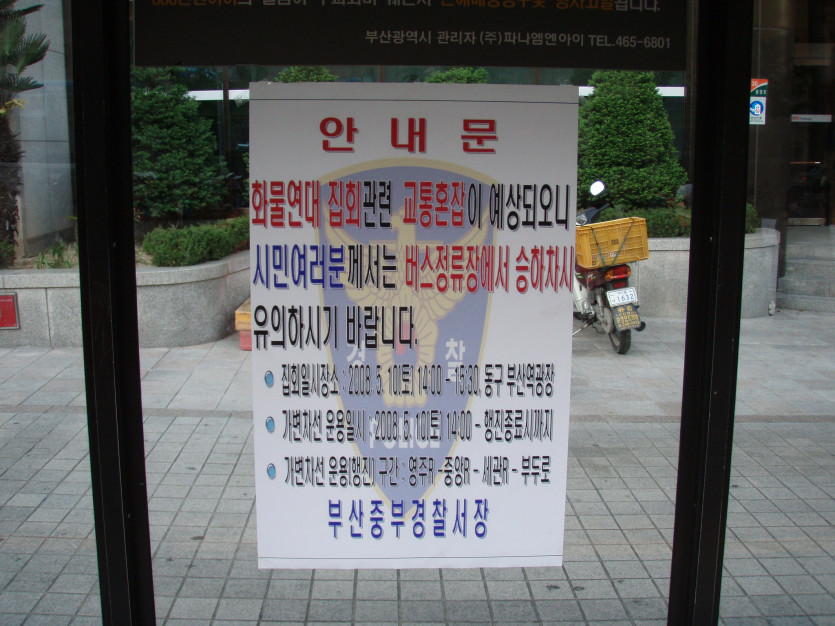 부산광역시 관리자 (주)파나엠엔아이 TEL.465-6801
안내문
화물연대 집회관련 교통혼잡이 예상되오니
시민여러분께서는 버스정류장에서 승하차시
유의하시기 바랍니다.
경찰
집회일시장소 : 2008. 5. 10(토) 14:00 - 15:30, 동구 부산역광장
가변차선 운용일시 2008. 5. 10(토) 14:00 - 행진종료시까지
가변차선 운용(행진) 구간 : 영주R - 중앙R - 세관R - 부두로
POLICE
부산중부경찰서장
1632